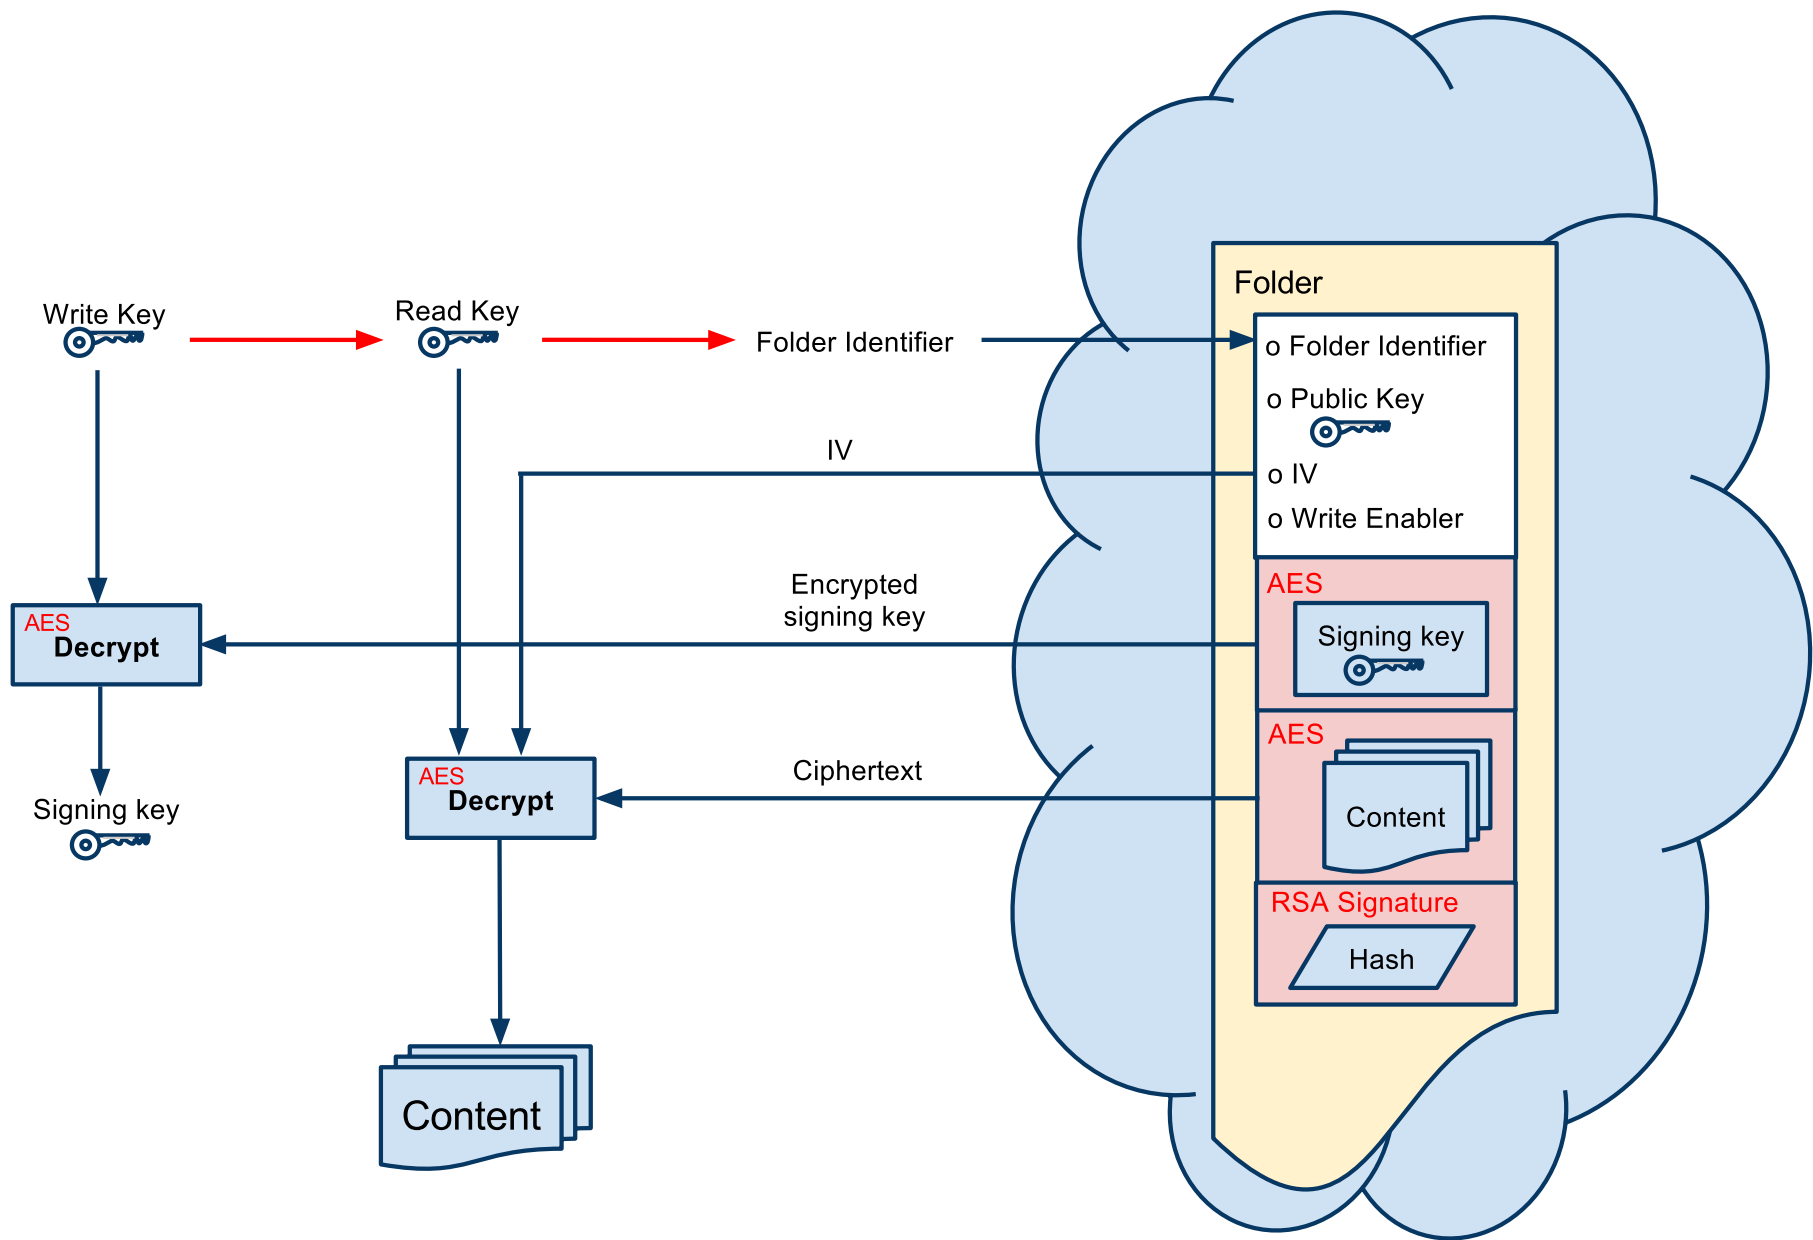 Folder
Write Key
Read Key
Folder Identifier
o Folder Identifier
o Public Key
IV
o IV
o Write Enabler
Encrypted
signing key
AES
Signing key
AES
Decrypt
AES
Ciphertext
AES
Decrypt
Signing key
Content
RSA Signature
Hash
Content